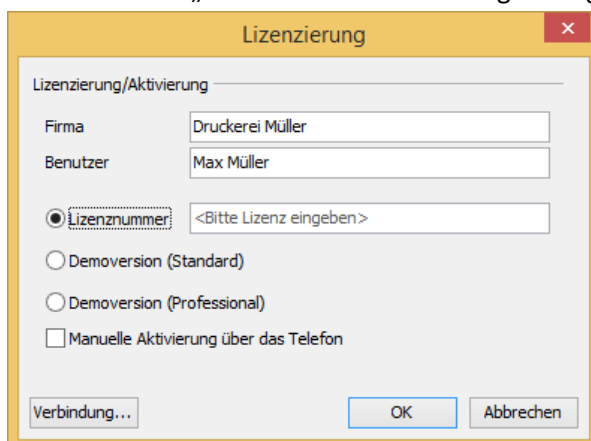 Lizenzierung
Lizenzierung/Aktivierung
Firma Druckerei Müller
Benutzer Max Müller
Lizenznummer <Bitte Lizenz eingeben>
Demoversion (Standard)
Demoversion (Professional)
Manuelle Aktivierung über das Telefon
Verbindung... OK Abbrechen